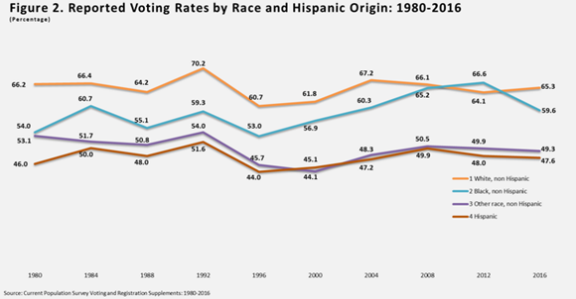 Figure 2. Reported Voting Rates by Race and Hispanic Origin: 1980-2016
(Percentage)
66.2 66.4 64.2 70.2 60.7 61.8 67.2 66.1 64.1 65.3
54.0 60.7 55.1 59.3 53.0 56.9 60.3 65.2 66.6 59.6
53.1 51.7 50.8 54.0 45.7 44.1 48.3 50.5 49.9 49.3
46.0 50.0 48.0 51.6 44.0 45.1 47.2 49.9 48.0 47.6
1 White, non Hispanic
2 Black, non Hispanic
3 Other race, non Hispanic
4 Hispanic
1980 1984 1988 1992 1996 2000 2004 2008 2012 2016
Source: Current Population Survey Voting and Registration Supplements: 1980-2016